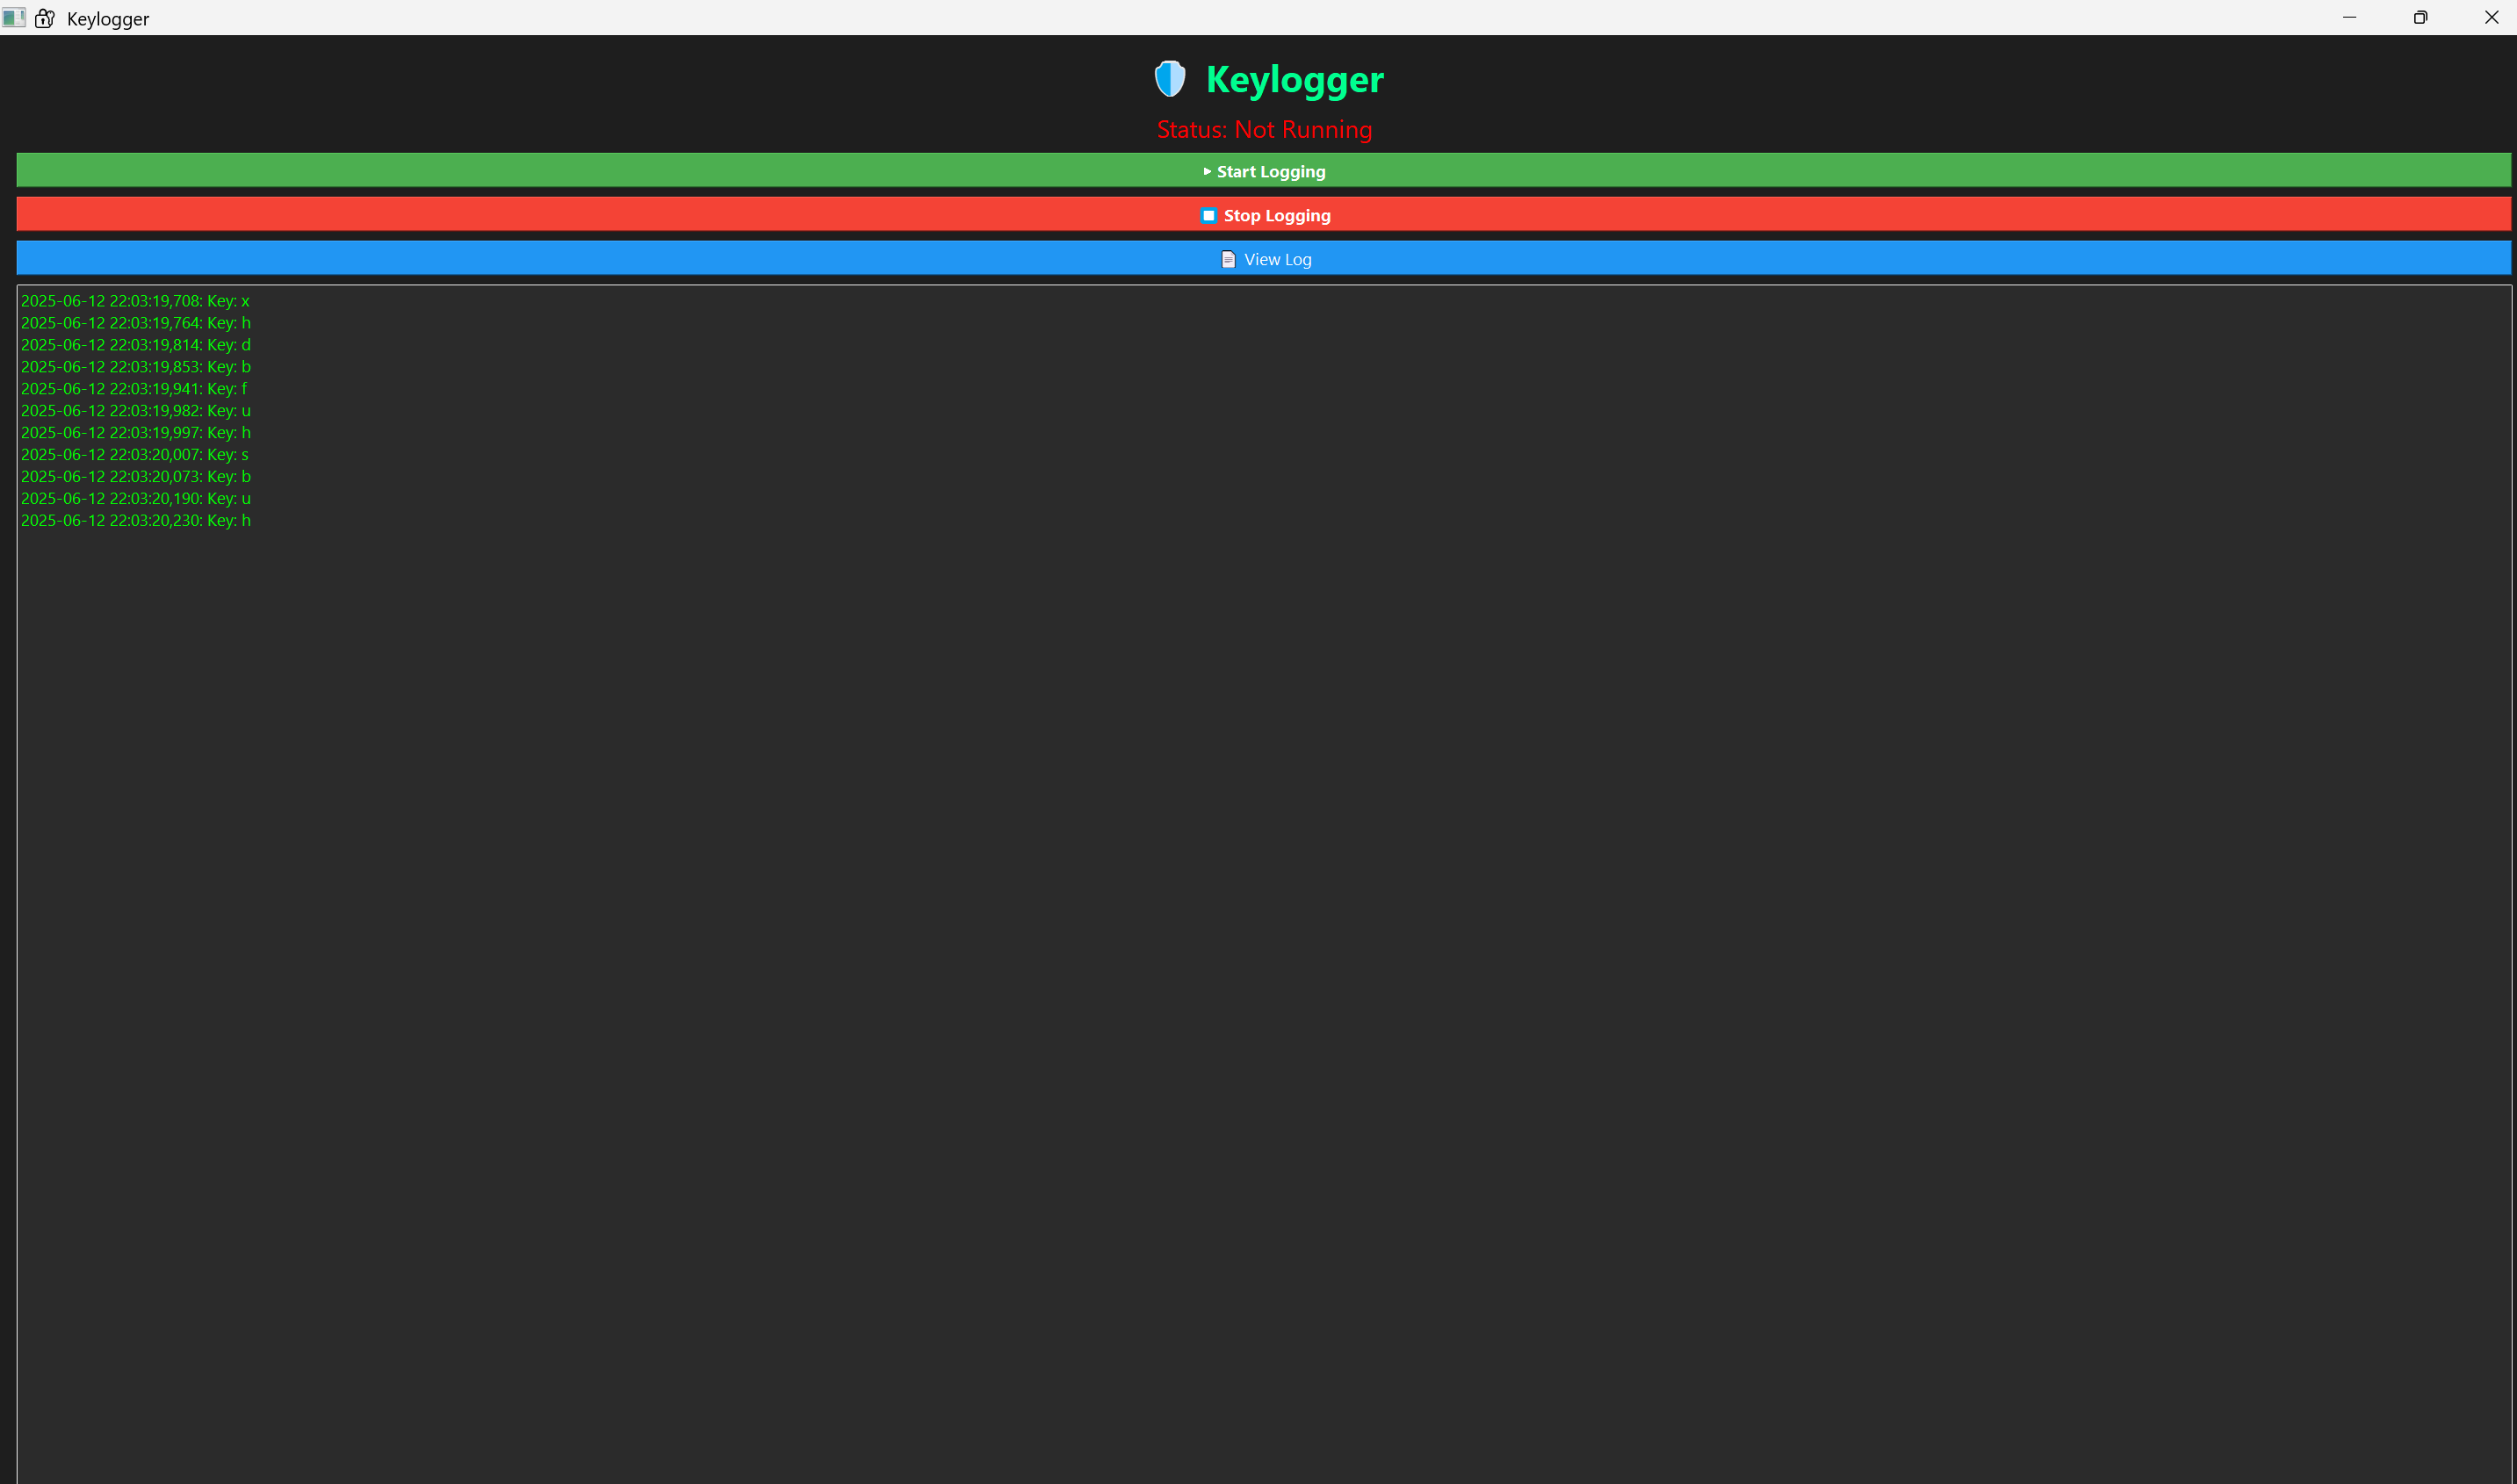 Keylogger
Keylogger
Status: Not Running
Start Logging
Stop Logging
View Log
2025-06-12 22:03:19,708: Key: x
2025-06-12 22:03:19,764: Key: h
2025-06-12 22:03:19,814: Key: d
2025-06-12 22:03:19,853: Key: b
2025-06-12 22:03:19,941: Key: f
2025-06-12 22:03:19,982: Key: u
2025-06-12 22:03:19,997: Key: h
2025-06-12 22:03:20,007: Key: s
2025-06-12 22:03:20,073: Key: b
2025-06-12 22:03:20,190: Key: u
2025-06-12 22:03:20,230: Key: h